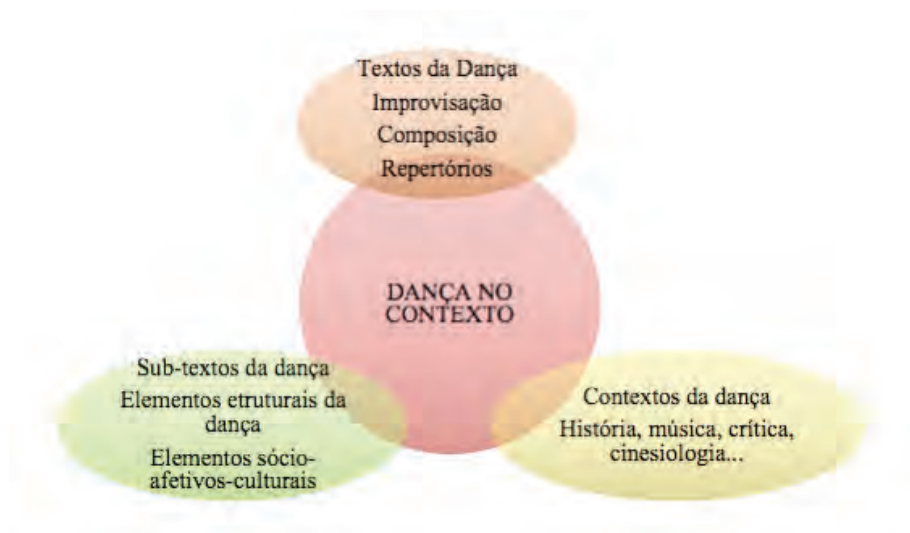 Textos da Dança
Improvisação
Composição
Repertórios
DANÇA NO
CONTEXTO
Sub-textos da dança
Elementos etruturais da
dança
Elementos sócio-
afetivos-culturais
Contextos da dança
História, música, crítica,
cinesiologia...